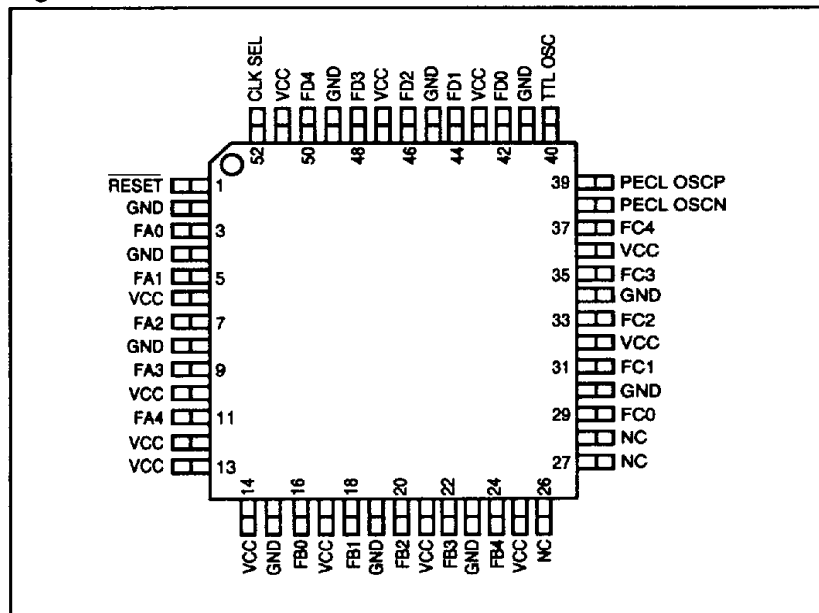 CLK SEL
VCC
FD4
GND
FD3
VCC
FD2
GND
FD1
VCC
FD0
GND
TTL OSC
52
50
48
46
44
42
40
RESET 1
GND
FA0 3
GND
FA1 5
VCC
FA2 7
GND
FA3 9
VCC
FA4 11
VCC
VCC 13
39 PECL OSCP
PECL OSCN
37 FC4
VCC
35 FC3
GND
33 FC2
VCC
31 FC1
GND
29 FC0
NC
27 NC
14
16
18
20
22
24
26
VCC
GND
FB0
VCC
FB1
GND
FB2
VCC
FB3
GND
FB4
VCC
NC